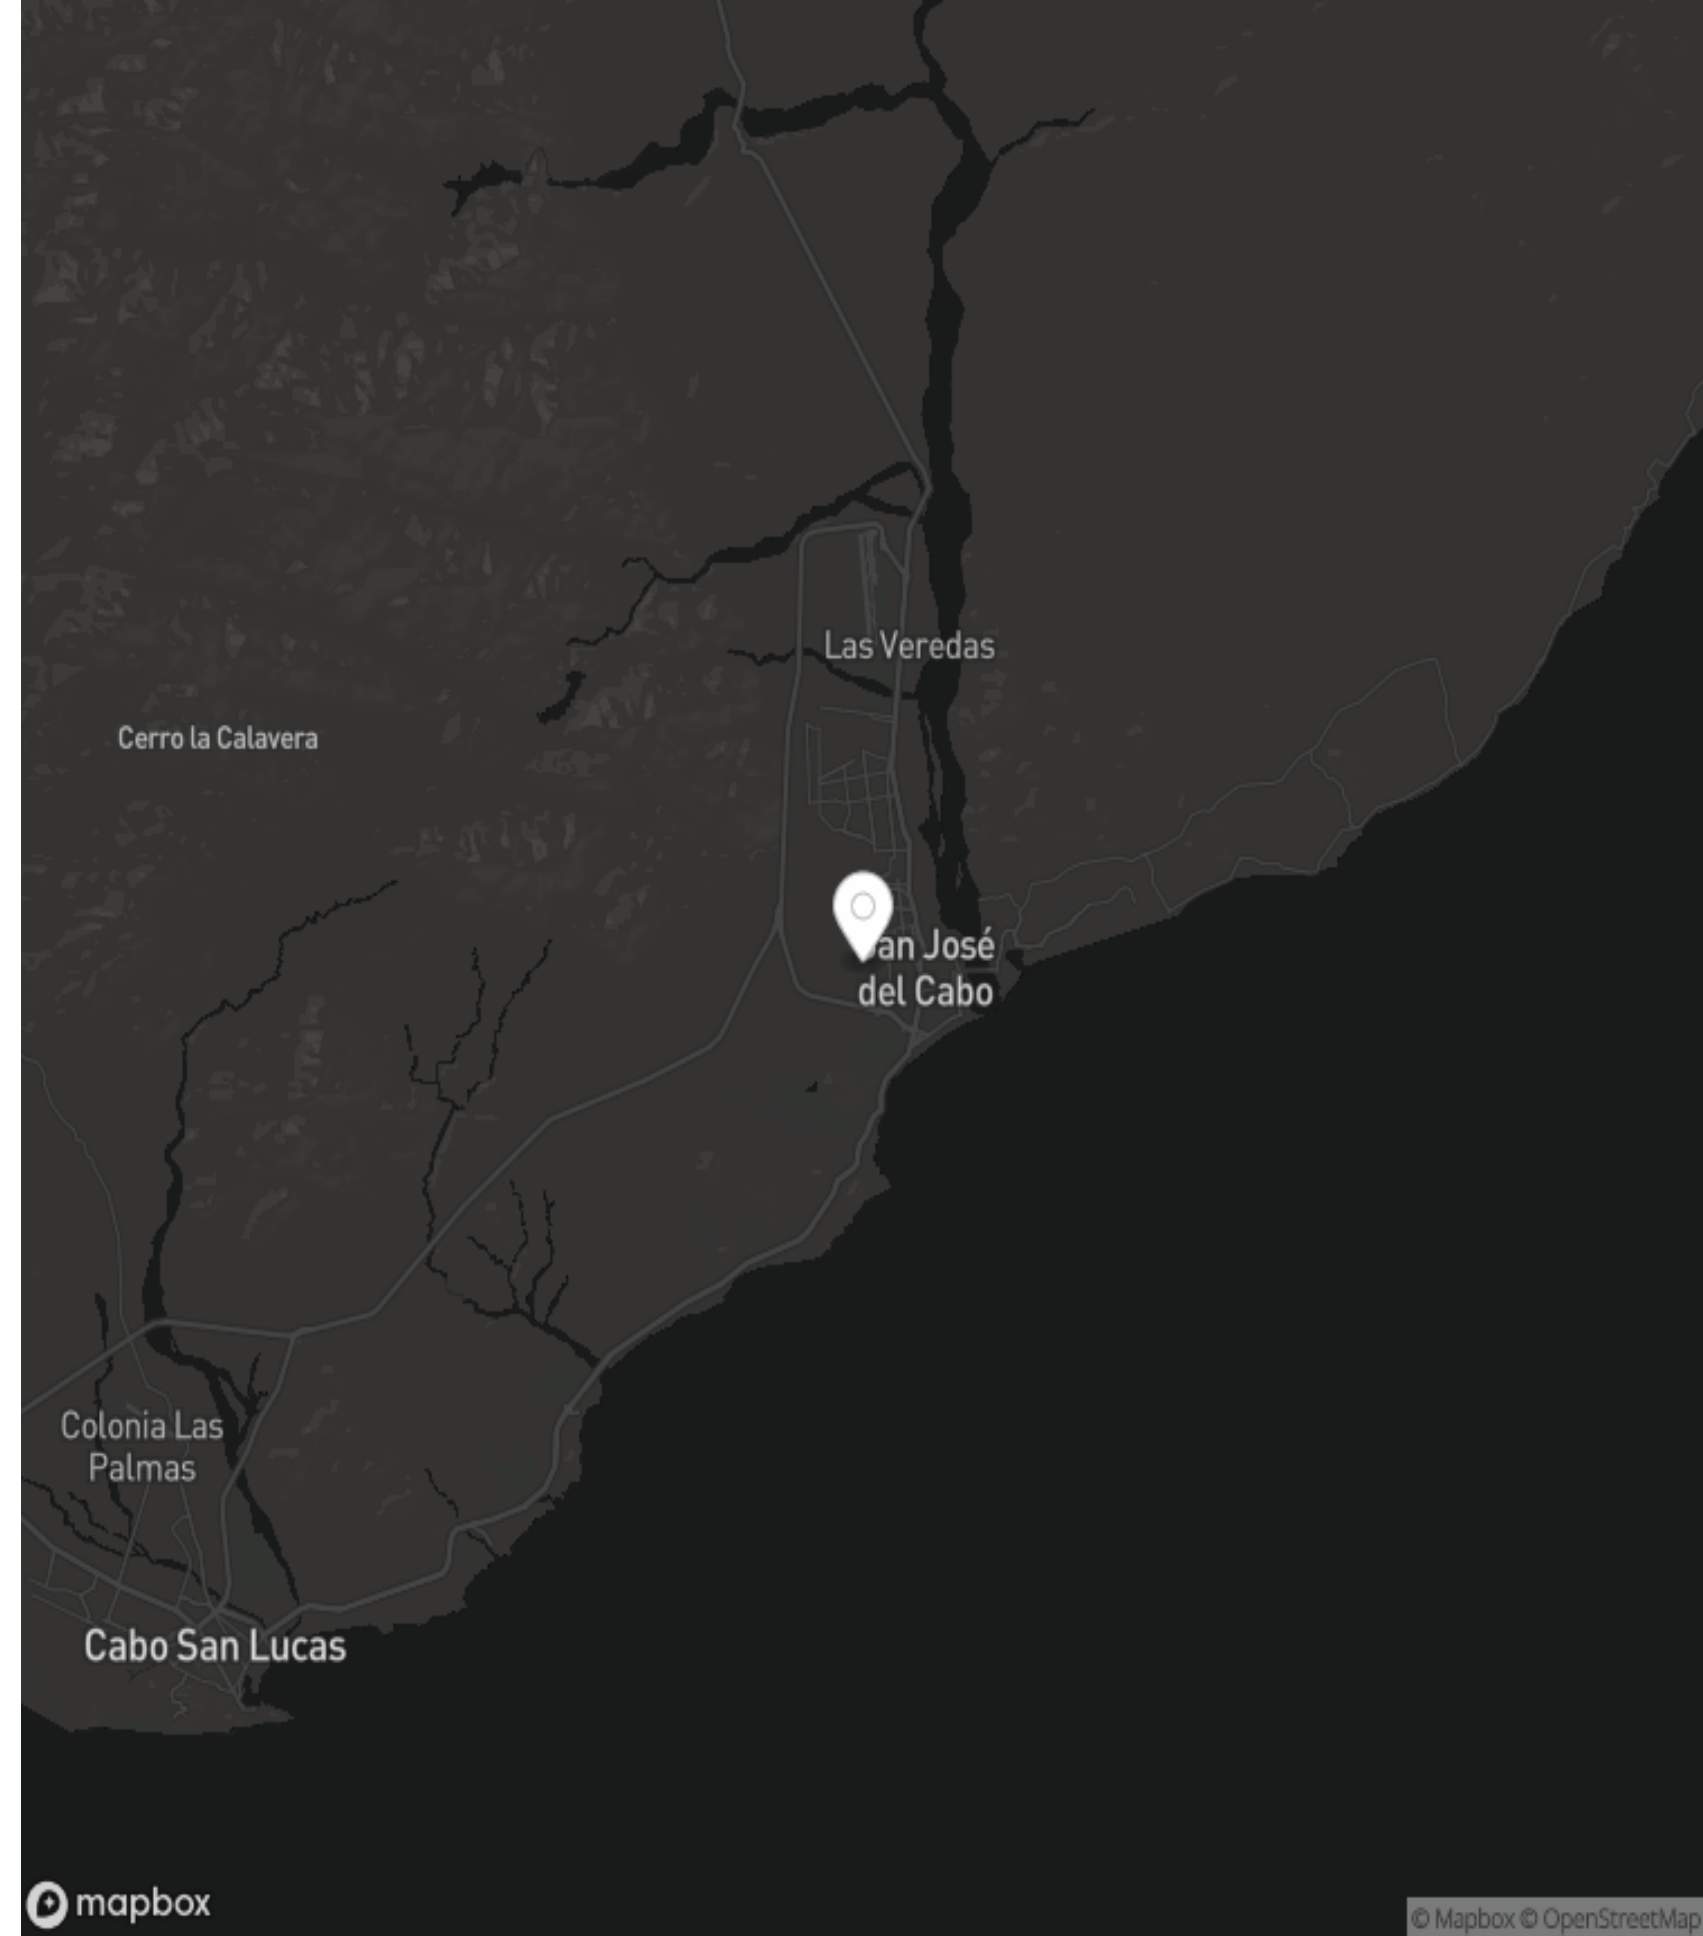 Las Veredas
Cerro la Calavera
an José
del Cabo
Colonia Las
Palmas
Cabo San Lucas
mapbox
© Mapbox © OpenStreetMap